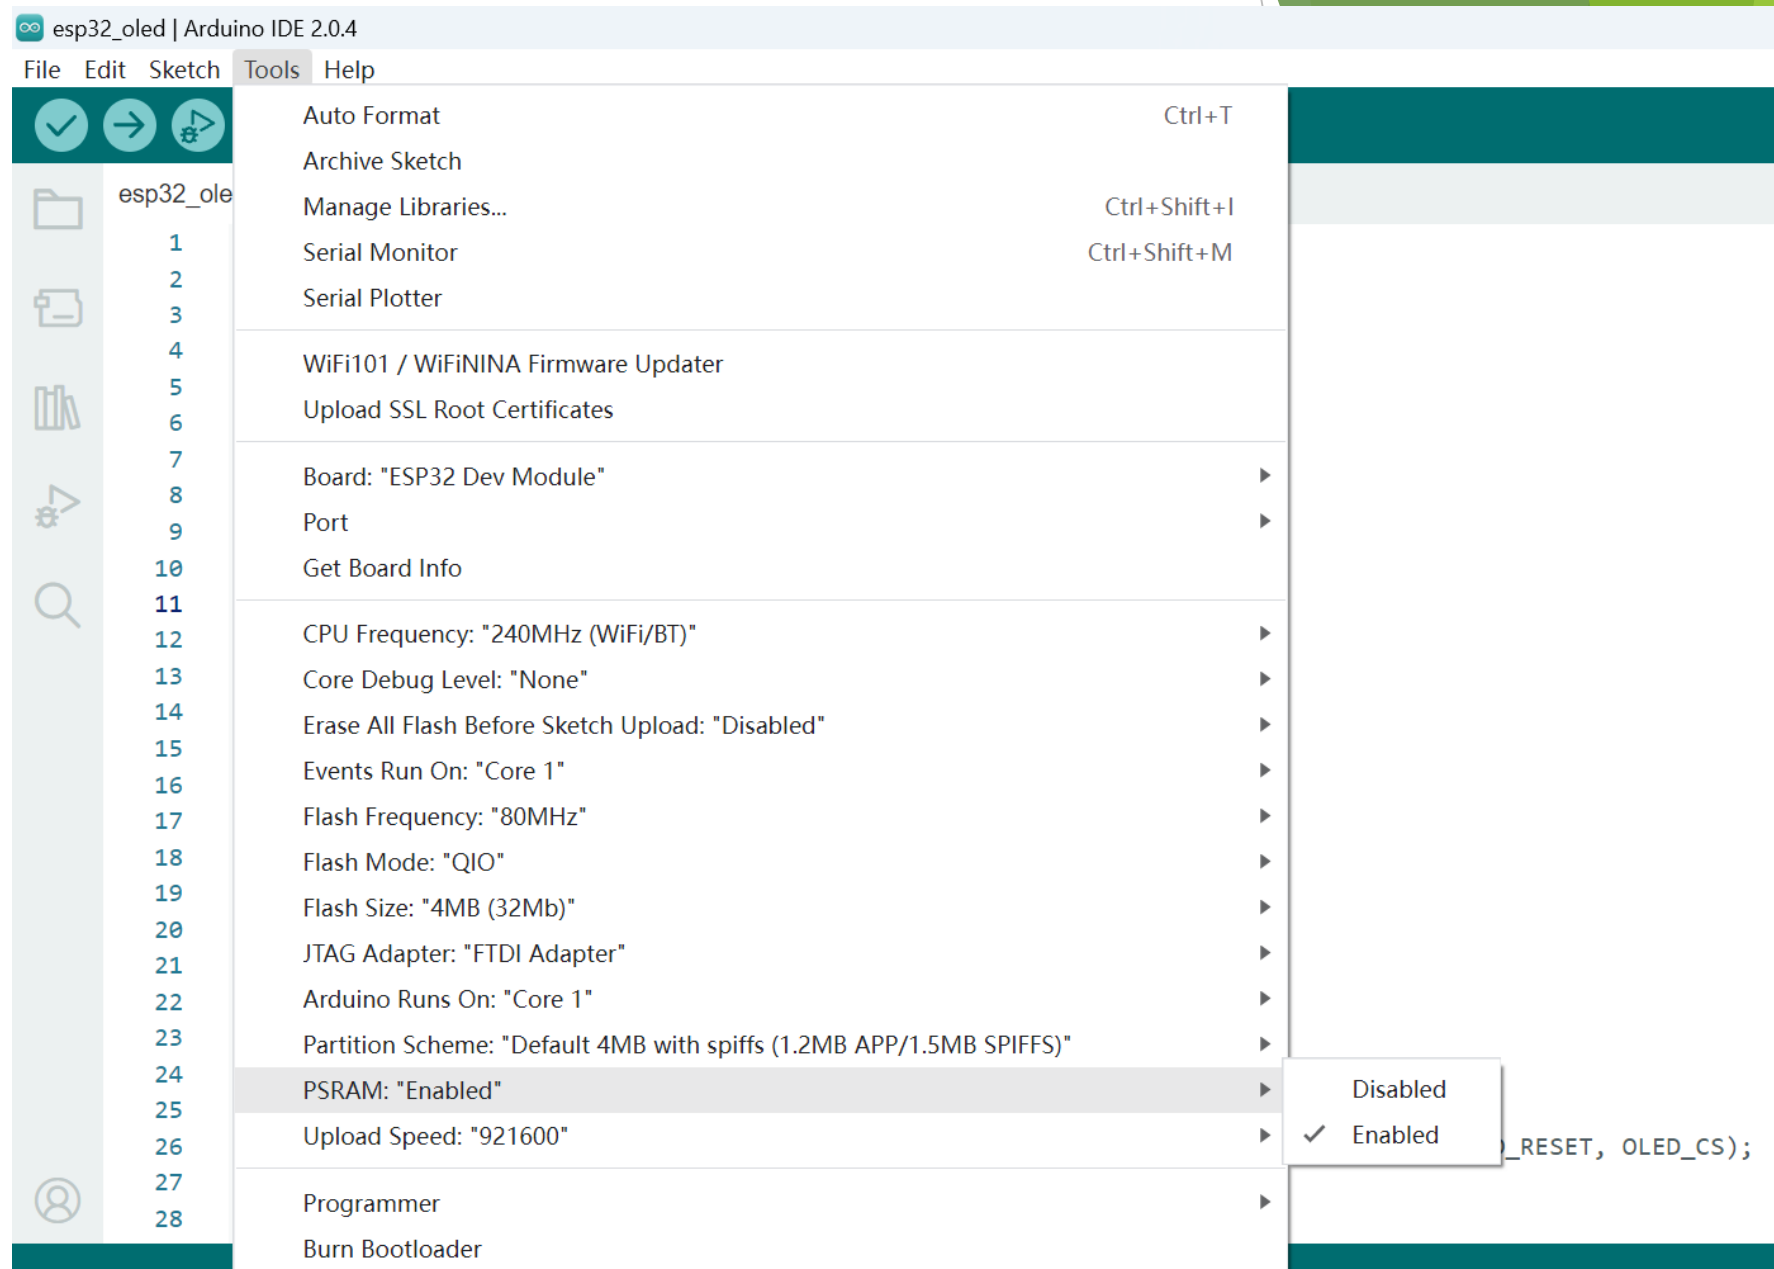 esp32_oled | Arduino IDE 2.0.4
File Edit Sketch Tools Help
Auto Format Ctrl+T
Archive Sketch
esp32_ole
Manage Libraries... Ctrl+Shift+I
1
Serial Monitor Ctrl+Shift+M
2
Serial Plotter
3
4
WiFi101 / WiFiNINA Firmware Updater
5
Upload SSL Root Certificates
6
7
Board: "ESP32 Dev Module"
8
Port
9
Get Board Info
10
11
CPU Frequency: "240MHz (WiFi/BT)"
12
Core Debug Level: "None"
13
14
Erase All Flash Before Sketch Upload: "Disabled"
15
Events Run On: "Core 1"
16
Flash Frequency: "80MHz"
17
Flash Mode: "QIO"
18
19
Flash Size: "4MB (32Mb)"
20
JTAG Adapter: "FTDI Adapter"
21
Arduino Runs On: "Core 1"
22
23
Partition Scheme: "Default 4MB with spiffs (1.2MB APP/1.5MB SPIFFS)"
24
PSRAM: "Enabled" Disabled
25
Upload Speed: "921600" Enabled
26 _RESET, OLED_CS);
27
Programmer
28
Burn Bootloader